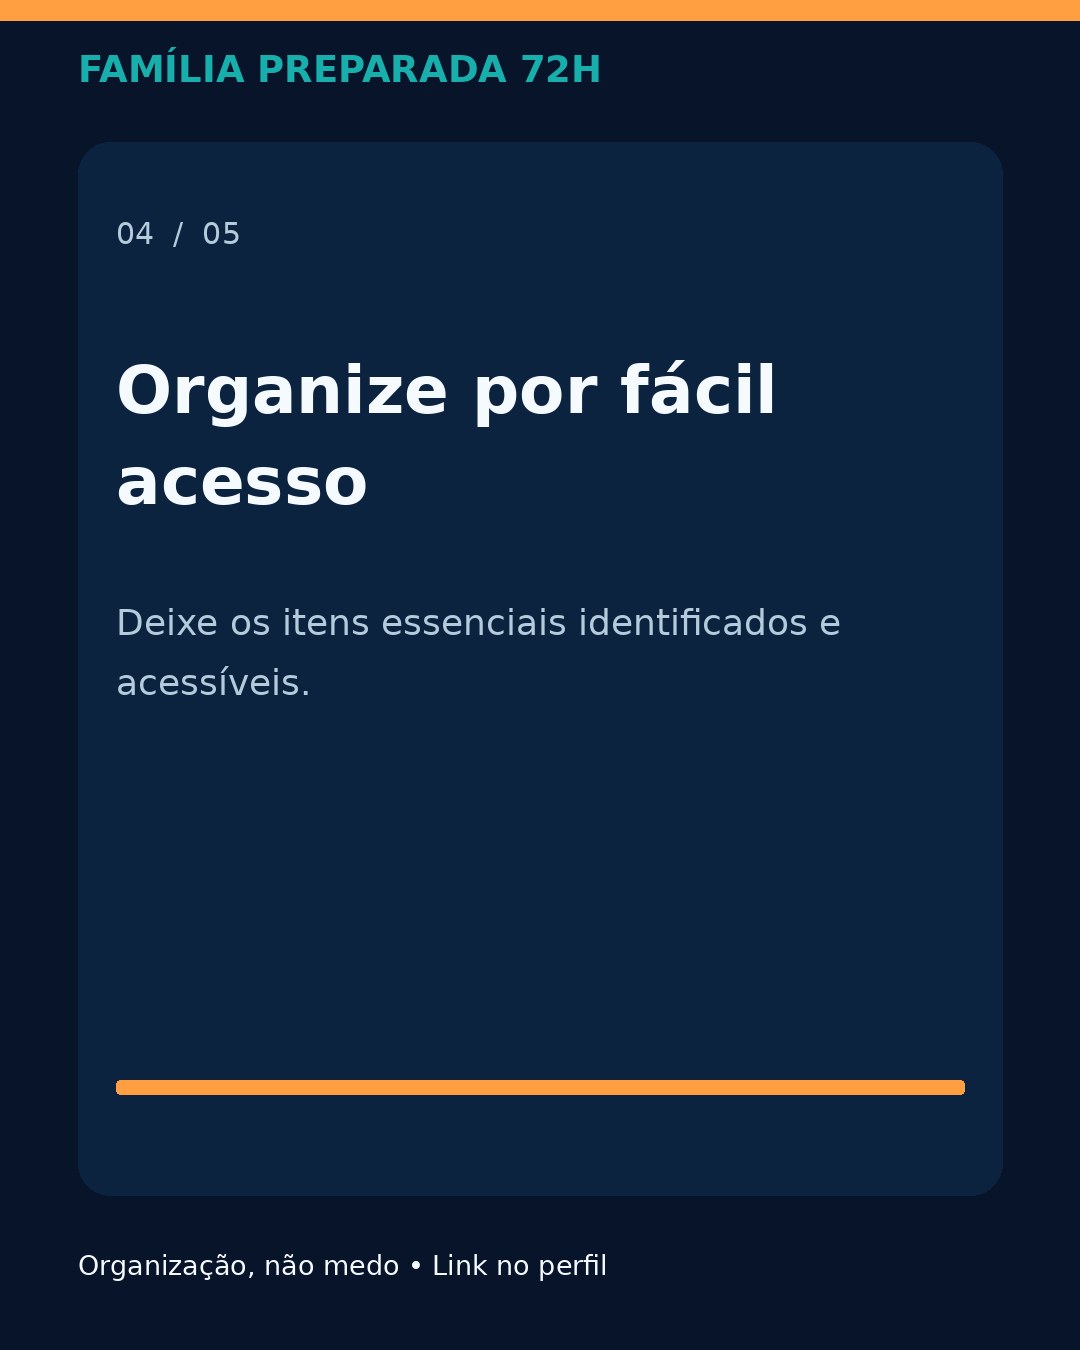 FAMÍLIA PREPARADA 72H
04 / 05
Organize por fácil
acesso
Deixe os itens essenciais identificados e
acessíveis.
Organização, não medo • Link no perfil